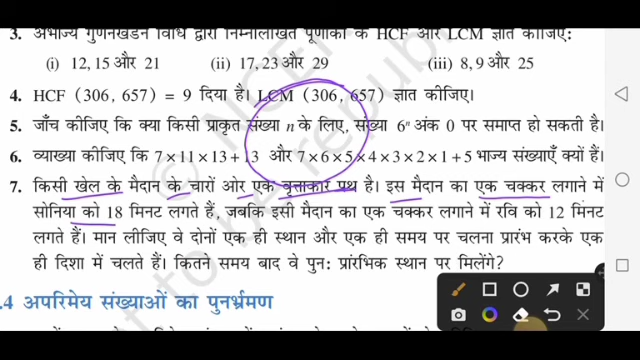 3. अभाज्य गुणनखंडन विधि द्वारा निम्नलिखित पूर्णांकों के HCF और LCM ज्ञात कीजिए:
(i) 12, 15 और 21 (ii) 17, 23 और 29 (iii) 8, 9 और 25
4. HCF (306, 657) = 9 दिया है। LCM (306, 657) ज्ञात कीजिए।
5. जाँच कीजिए कि क्या किसी प्राकृत संख्या n के लिए, संख्या 6ⁿ अंक 0 पर समाप्त हो सकती है।
6. व्याख्या कीजिए कि 7 × 11 × 13 + 13 और 7 × 6 × 5 × 4 × 3 × 2 × 1 + 5 भाज्य संख्याएँ क्यों हैं।
7. किसी खेल के मैदान के चारों ओर एक वृत्ताकार पथ है। इस मैदान का एक चक्कर लगाने में
सोनिया को 18 मिनट लगते हैं, जबकि इसी मैदान का एक चक्कर लगाने में रवि को 12 मिनट
लगते हैं। मान लीजिए वे दोनों एक ही स्थान और एक ही समय पर चलना प्रारंभ करके एक
ही दिशा में चलते हैं। कितने समय बाद वे पुन: प्रारंभिक स्थान पर मिलेंगे?
.4 अपरिमेय संख्याओं का पुनर्भ्रमण